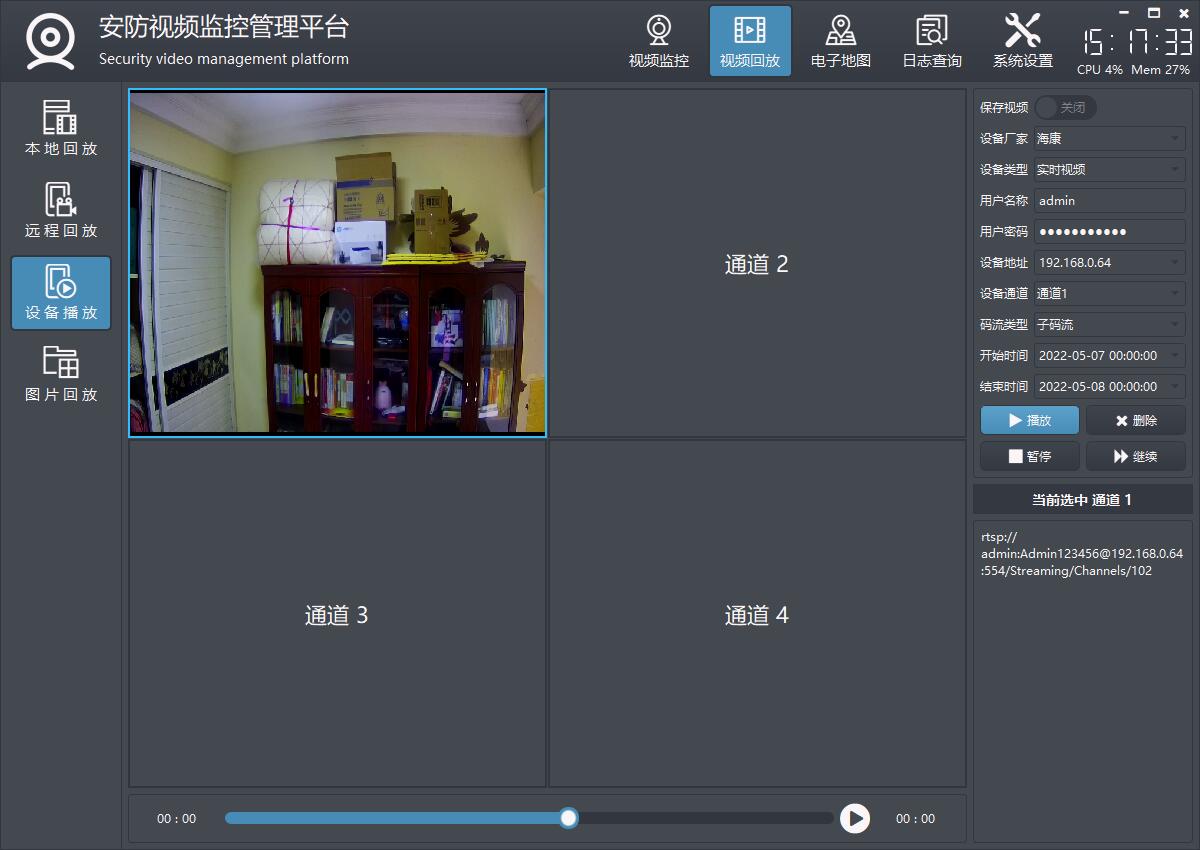 安防视频监控管理平台
Security video management platform
视频监控
视频回放
电子地图
日志查询
系统设置
15:17:33
CPU 4% Mem 27%
本地回放
远程回放
设备播放
图片回放
通道 2
通道 3
通道 4
00 : 00
00 : 00
保存视频 关闭
设备厂家 海康
设备类型 实时视频
用户名称 admin
用户密码 ●●●●●●●●●●●
设备地址 192.168.0.64
设备通道 通道1
码流类型 子码流
开始时间 2022-05-07 00:00:00
结束时间 2022-05-08 00:00:00
播放 删除
暂停 继续
当前选中 通道 1
rtsp://
admin:Admin123456@192.168.0.64
:554/Streaming/Channels/102